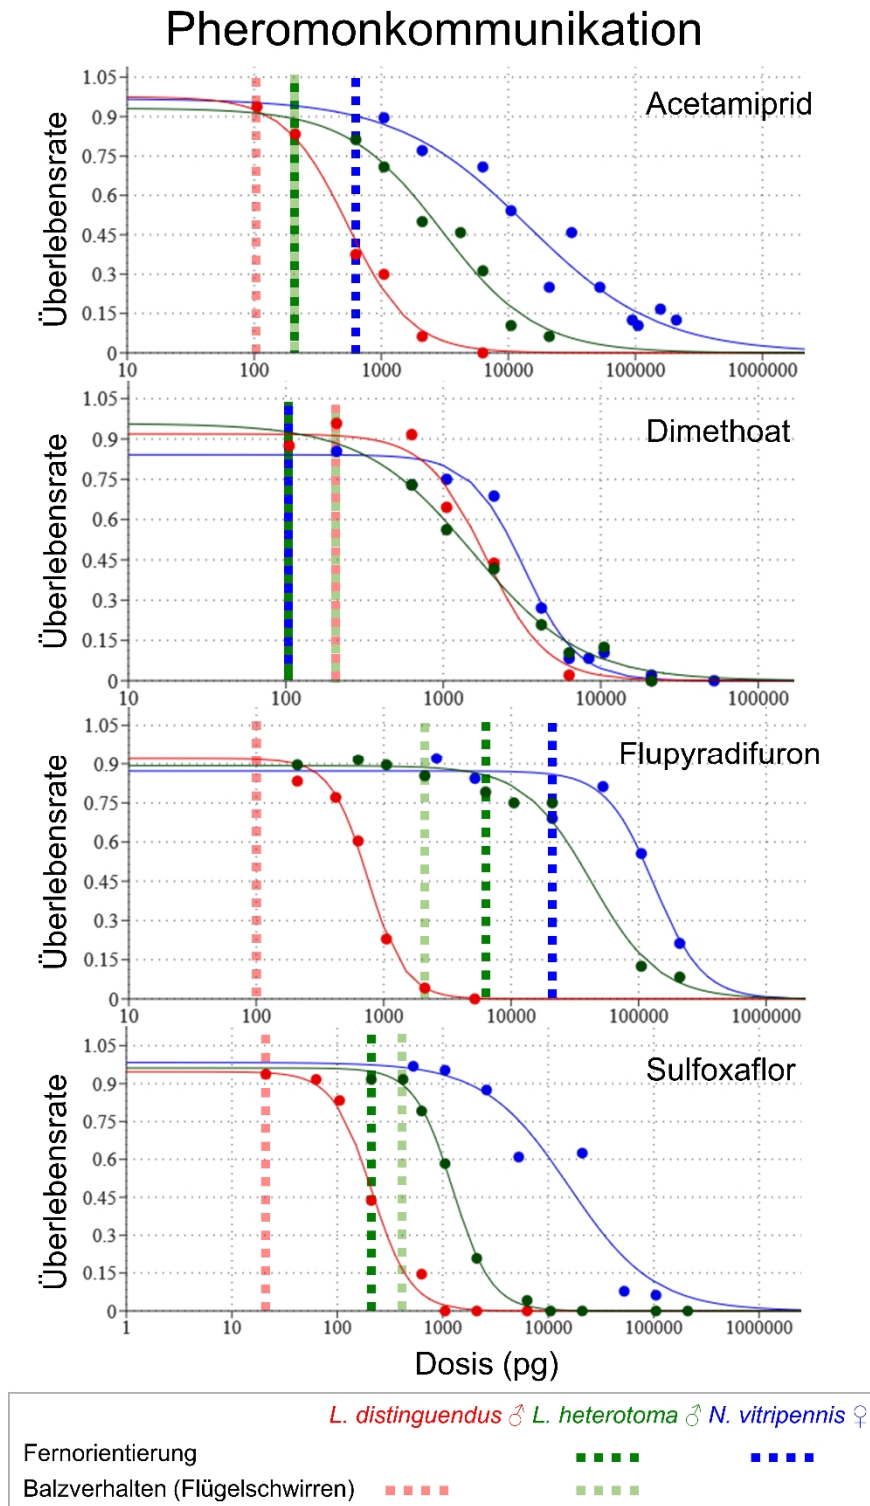 Pheromonkommunikation
Acetamiprid
Überlebensrate
1.05
0.9
0.75
0.6
0.45
0.3
0.15
0
10 100 1000 10000 100000 1000000
Dimethoat
Überlebensrate
1.05
0.9
0.75
0.6
0.45
0.3
0.15
0
10 100 1000 10000 100000
Flupyradifuron
Überlebensrate
1.05
0.9
0.75
0.6
0.45
0.3
0.15
0
10 100 1000 10000 100000 1000000
Sulfoxaflor
Überlebensrate
1.05
0.9
0.75
0.6
0.45
0.3
0.15
0
1 10 100 1000 10000 100000 1000000
Dosis (pg)
L. distinguendus ♂ L. heterotoma ♂ N. vitripennis ♀
Fernorientierung
Balzverhalten (Flügelschwirren)